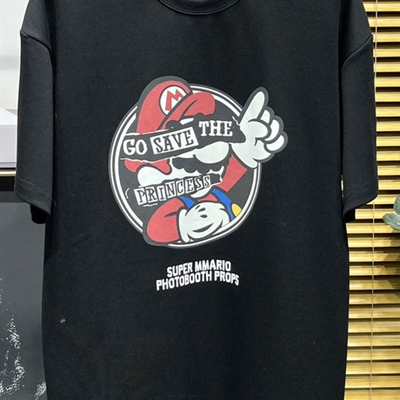 M
GO SAVE THE
PRINCESS
SUPER MMARIO
PHOTOBOOTH PROPS